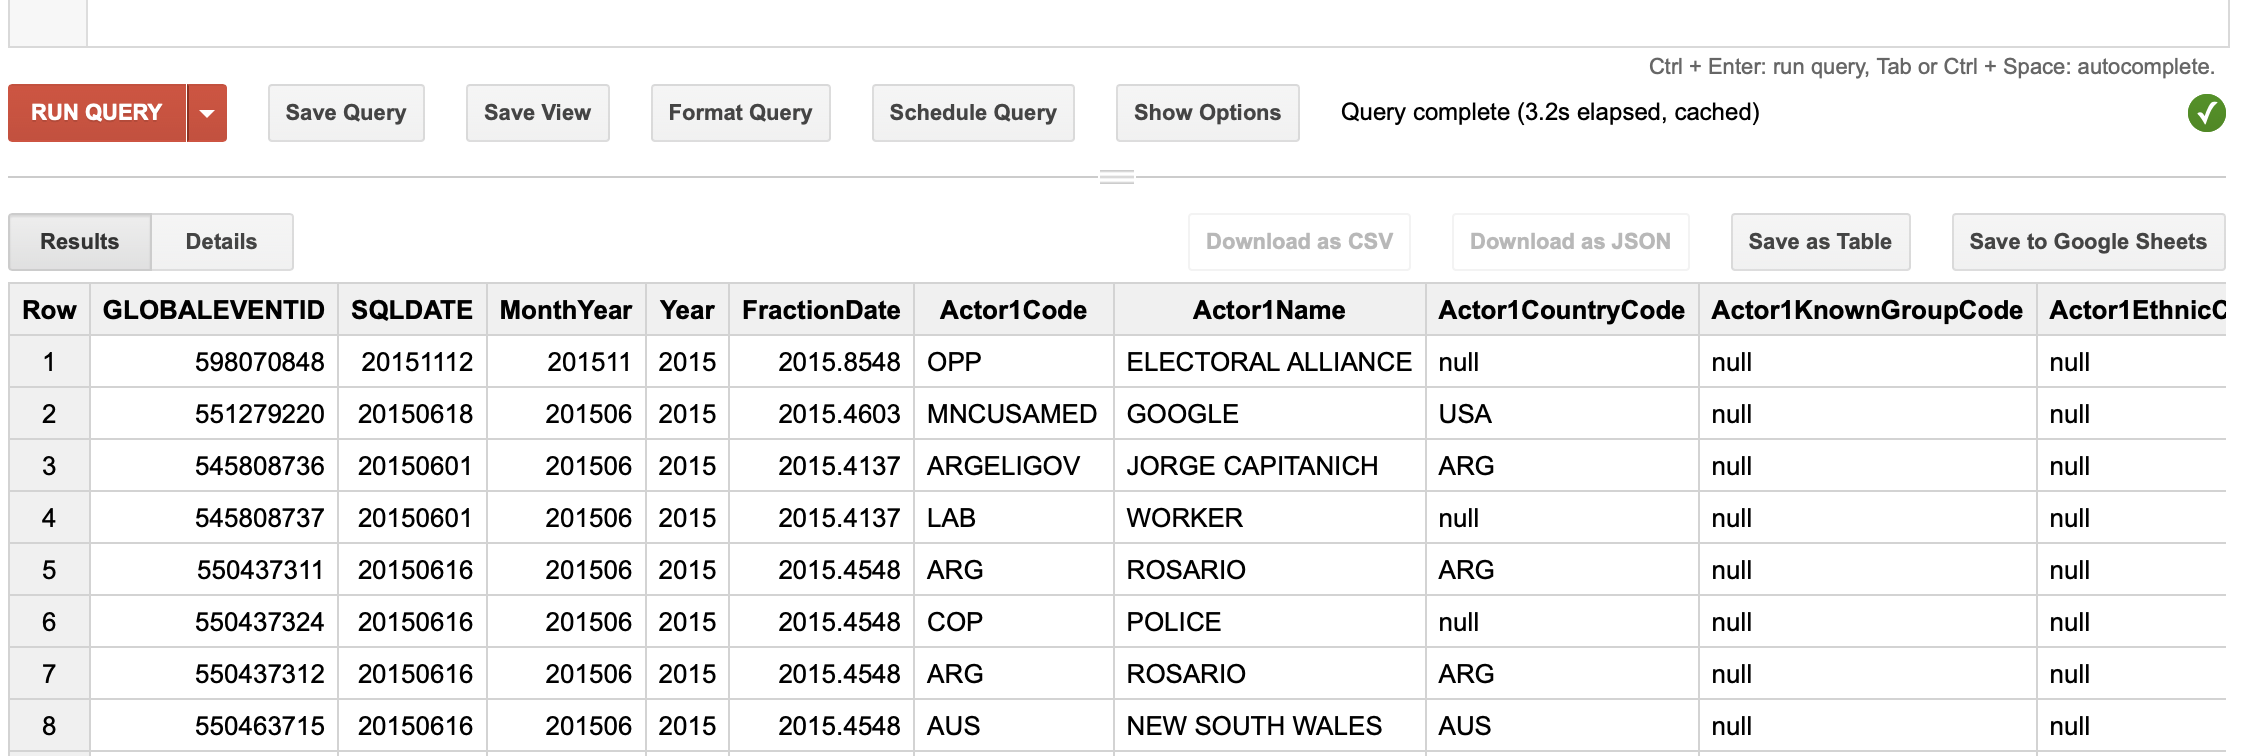 Ctrl + Enter: run query, Tab or Ctrl + Space: autocomplete.
RUN QUERY Save Query Save View Format Query Schedule Query Show Options Query complete (3.2s elapsed, cached)
Results Details Download as CSV Download as JSON Save as Table Save to Google Sheets
Row GLOBALEVENTID SQLDATE MonthYear Year FractionDate Actor1Code Actor1Name Actor1CountryCode Actor1KnownGroupCode Actor1EthnicC
1 598070848 20151112 201511 2015 2015.8548 OPP ELECTORAL ALLIANCE null null null
2 551279220 20150618 201506 2015 2015.4603 MNCUSAMED GOOGLE USA null null
3 545808736 20150601 201506 2015 2015.4137 ARGELIGOV JORGE CAPITANICH ARG null null
4 545808737 20150601 201506 2015 2015.4137 LAB WORKER null null null
5 550437311 20150616 201506 2015 2015.4548 ARG ROSARIO ARG null null
6 550437324 20150616 201506 2015 2015.4548 COP POLICE null null null
7 550437312 20150616 201506 2015 2015.4548 ARG ROSARIO ARG null null
8 550463715 20150616 201506 2015 2015.4548 AUS NEW SOUTH WALES AUS null null